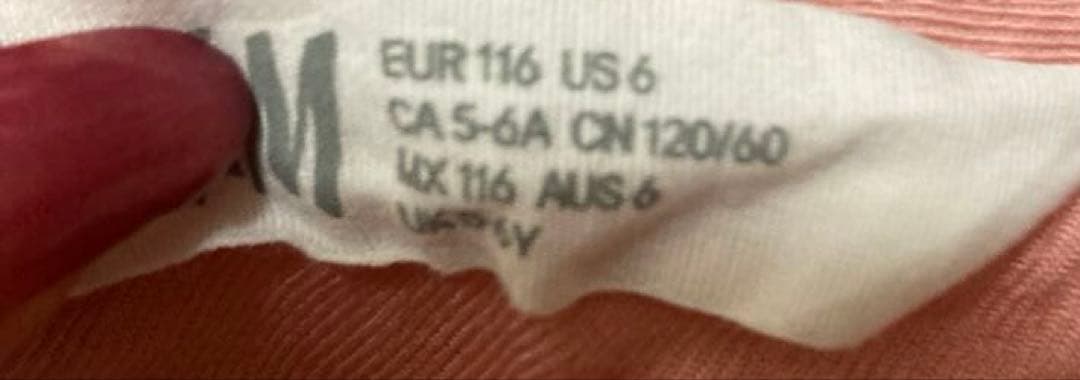 M
EUR 116 US 6
CA 5-6A CN 120/60
MX 116 AUS 6